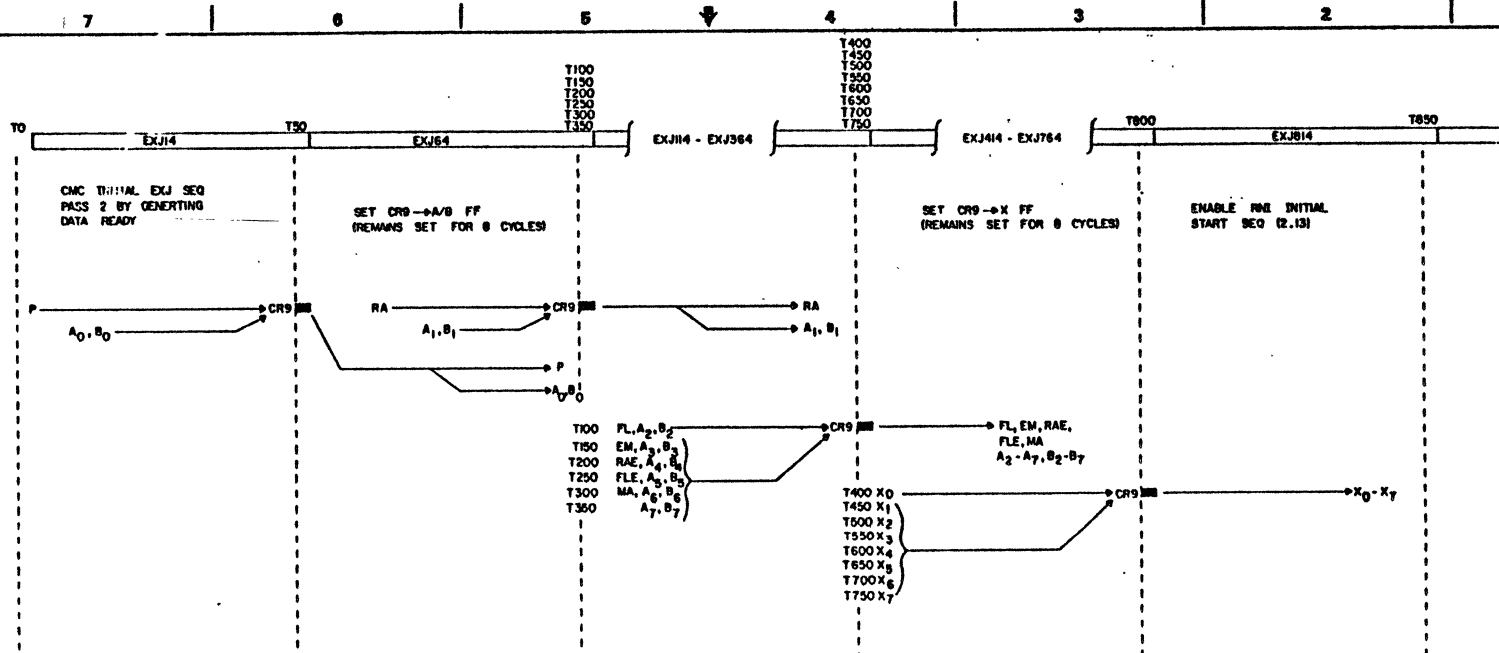 7 6 5 4 3 2
T100
T150
T200
T250
T300
T350
T400
T450
T500
T550
T600
T650
T700
T750
T0 T50 T800 T850
EXJ14 EXJ64 EXJ114 - EXJ364 EXJ414 - EXJ764 EXJ814
CMC INITIAL EXJ SEQ
PASS 2 BY GENERTING
DATA READY
SET CR9→A/B FF
(REMAINS SET FOR 8 CYCLES)
SET CR9→X FF
(REMAINS SET FOR 8 CYCLES)
ENABLE RNI INITIAL
START SEQ (2.13)
P CR9 RA CR9 RA
A0, B0 A1, B1 A1, B1
P
A0, B0
T100 FL, A2, B2 CR9 FL, EM, RAE,
FLE, MA
A2-A7, B2-B7
T150 EM, A3, B3
T200 RAE, A4, B4
T250 FLE, A5, B5
T300 MA, A6, B6
T350 A7, B7
T400 X0 CR9 X0-X7
T450 X1
T500 X2
T550 X3
T600 X4
T650 X5
T700 X6
T750 X7